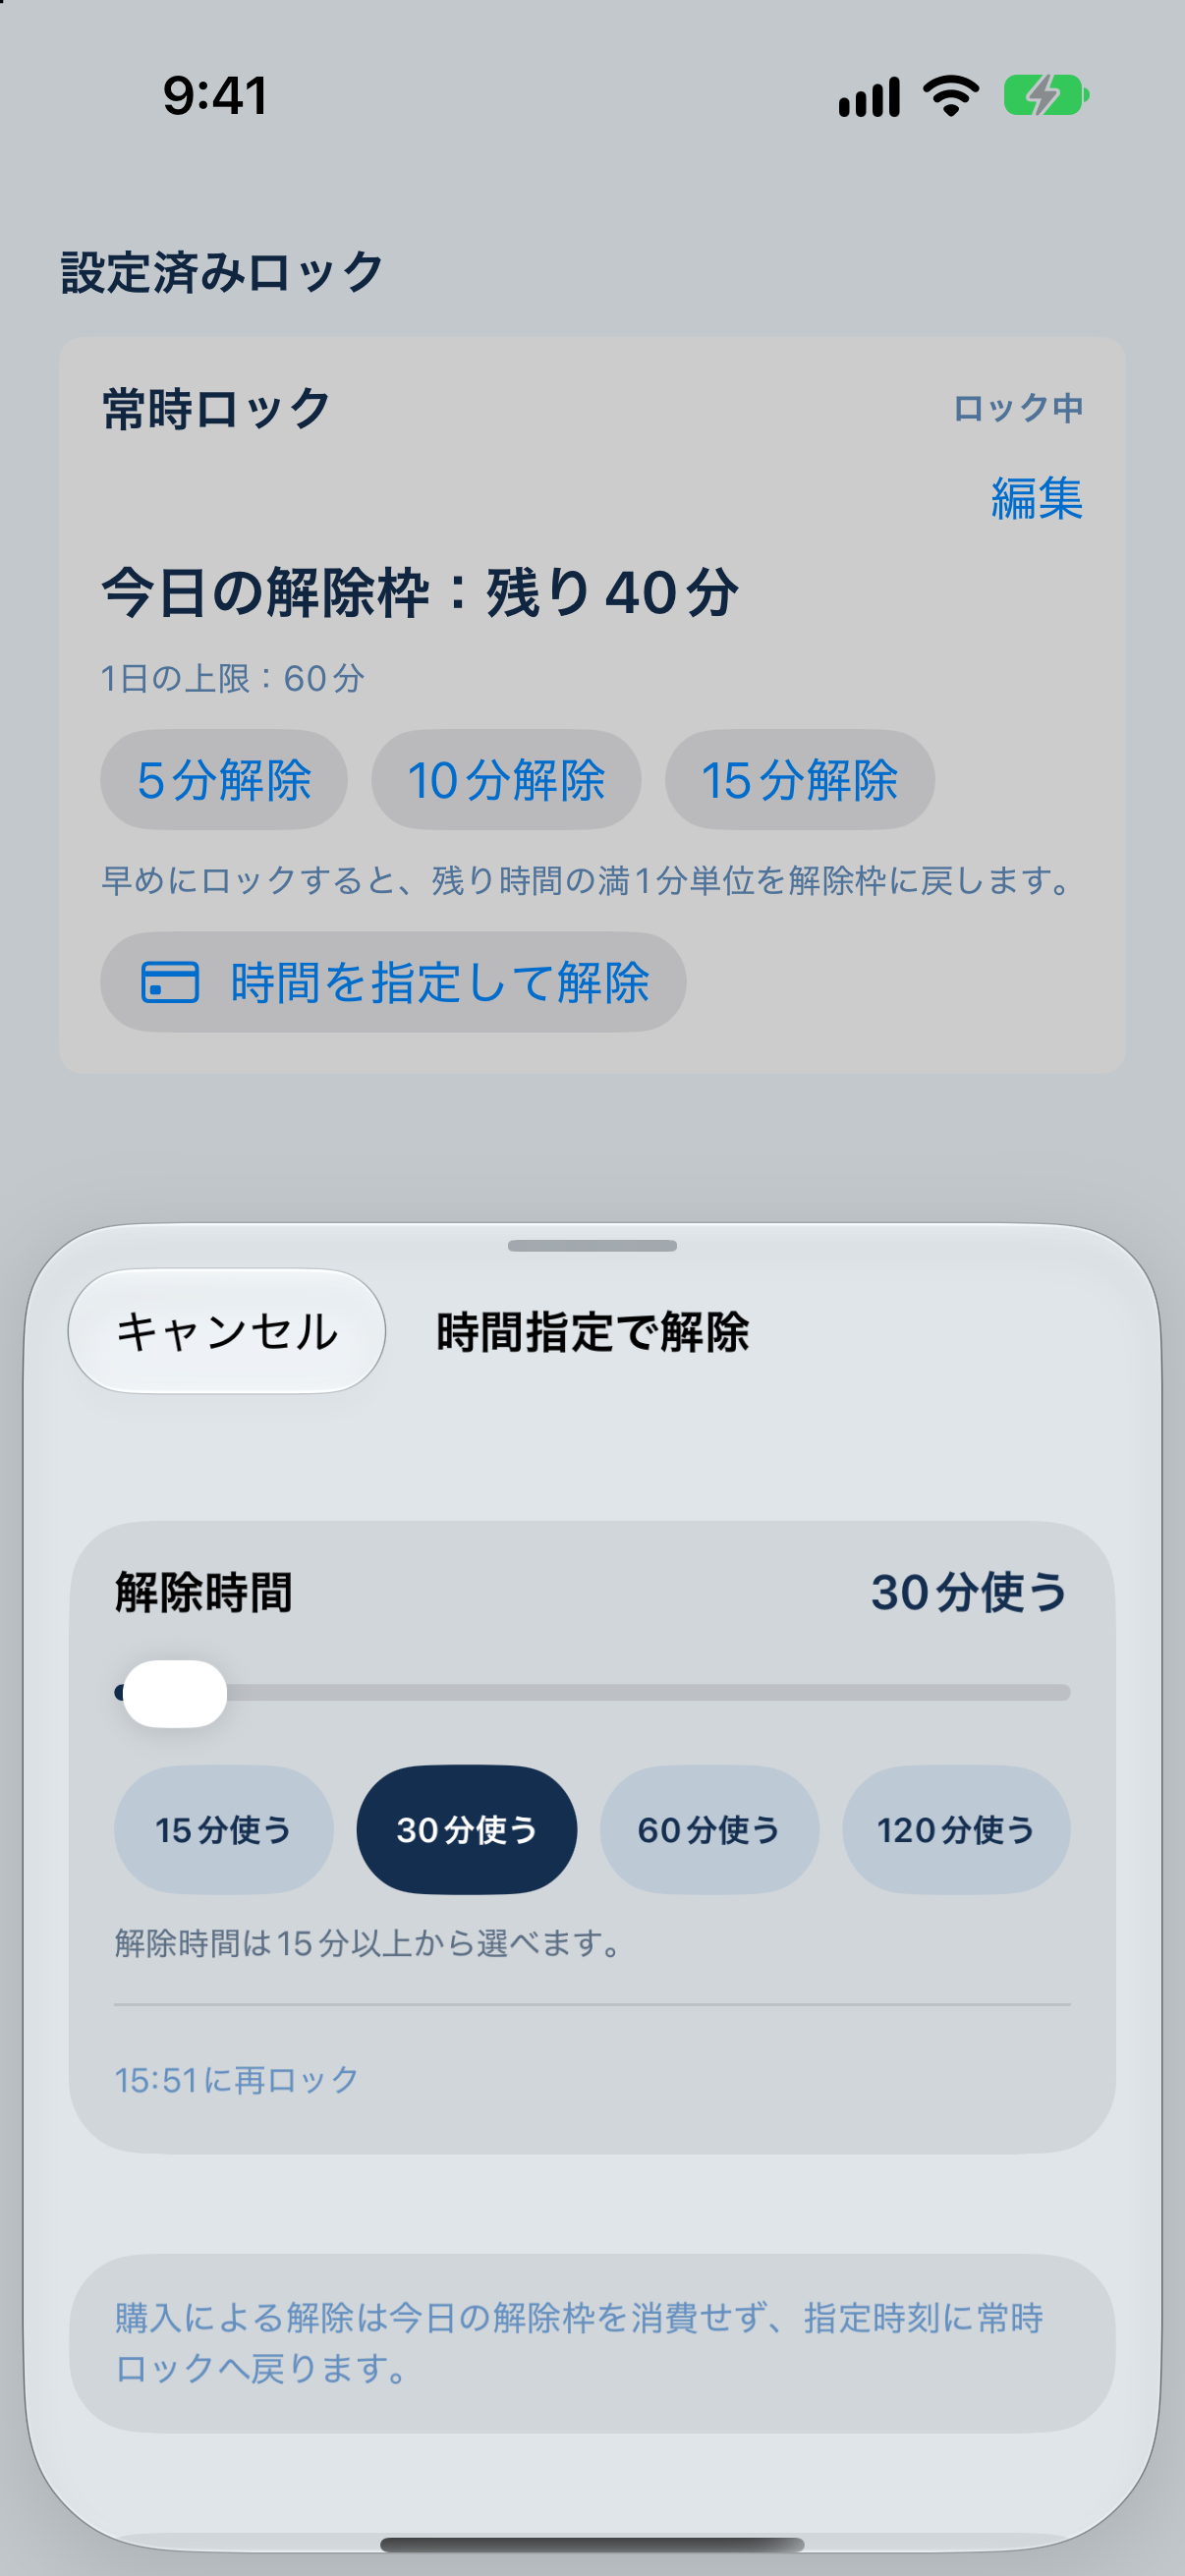 9:41
設定済みロック
常時ロック
ロック中
編集
今日の解除枠：残り40分
1日の上限：60分
5分解除
10分解除
15分解除
早めにロックすると、残り時間の満1分単位を解除枠に戻します。
時間を指定して解除
キャンセル
時間指定で解除
解除時間
30分使う
15分使う
30分使う
60分使う
120分使う
解除時間は15分以上から選べます。
15:51に再ロック
購入による解除は今日の解除枠を消費せず、指定時刻に常時
ロックへ戻ります。